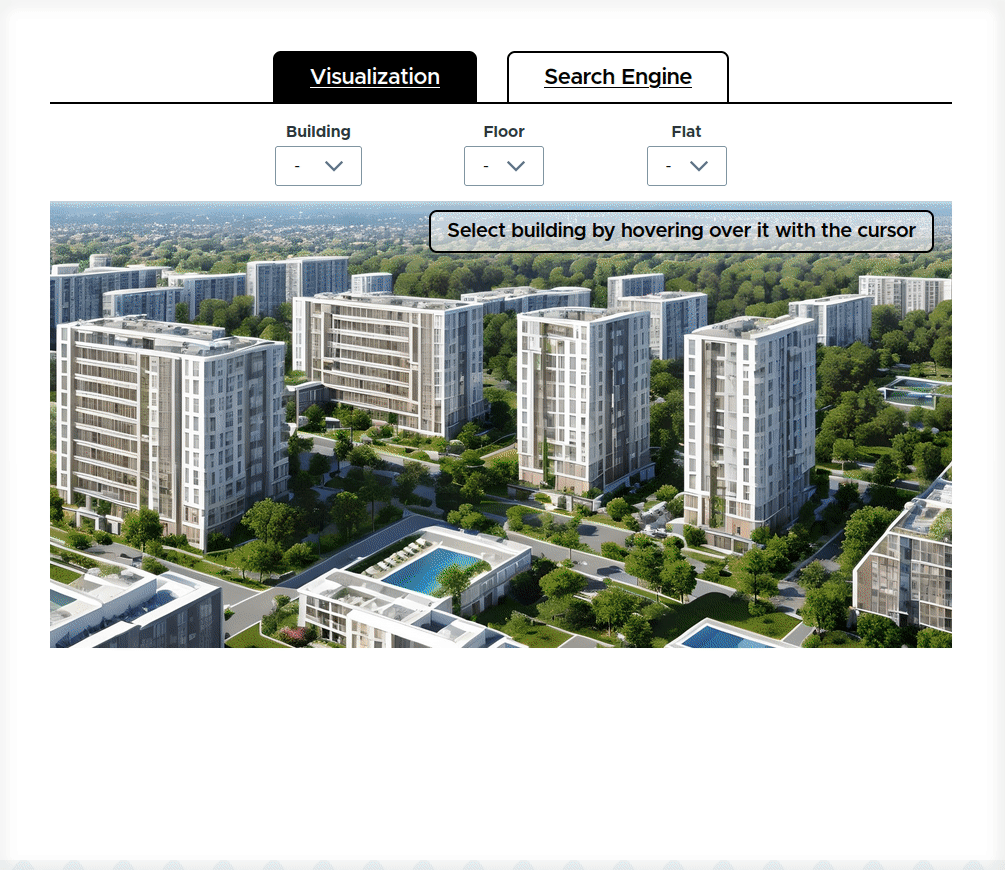 Visualization
Search Engine
Building
Floor
Flat
-
-
-
Select building by hovering over it with the cursor